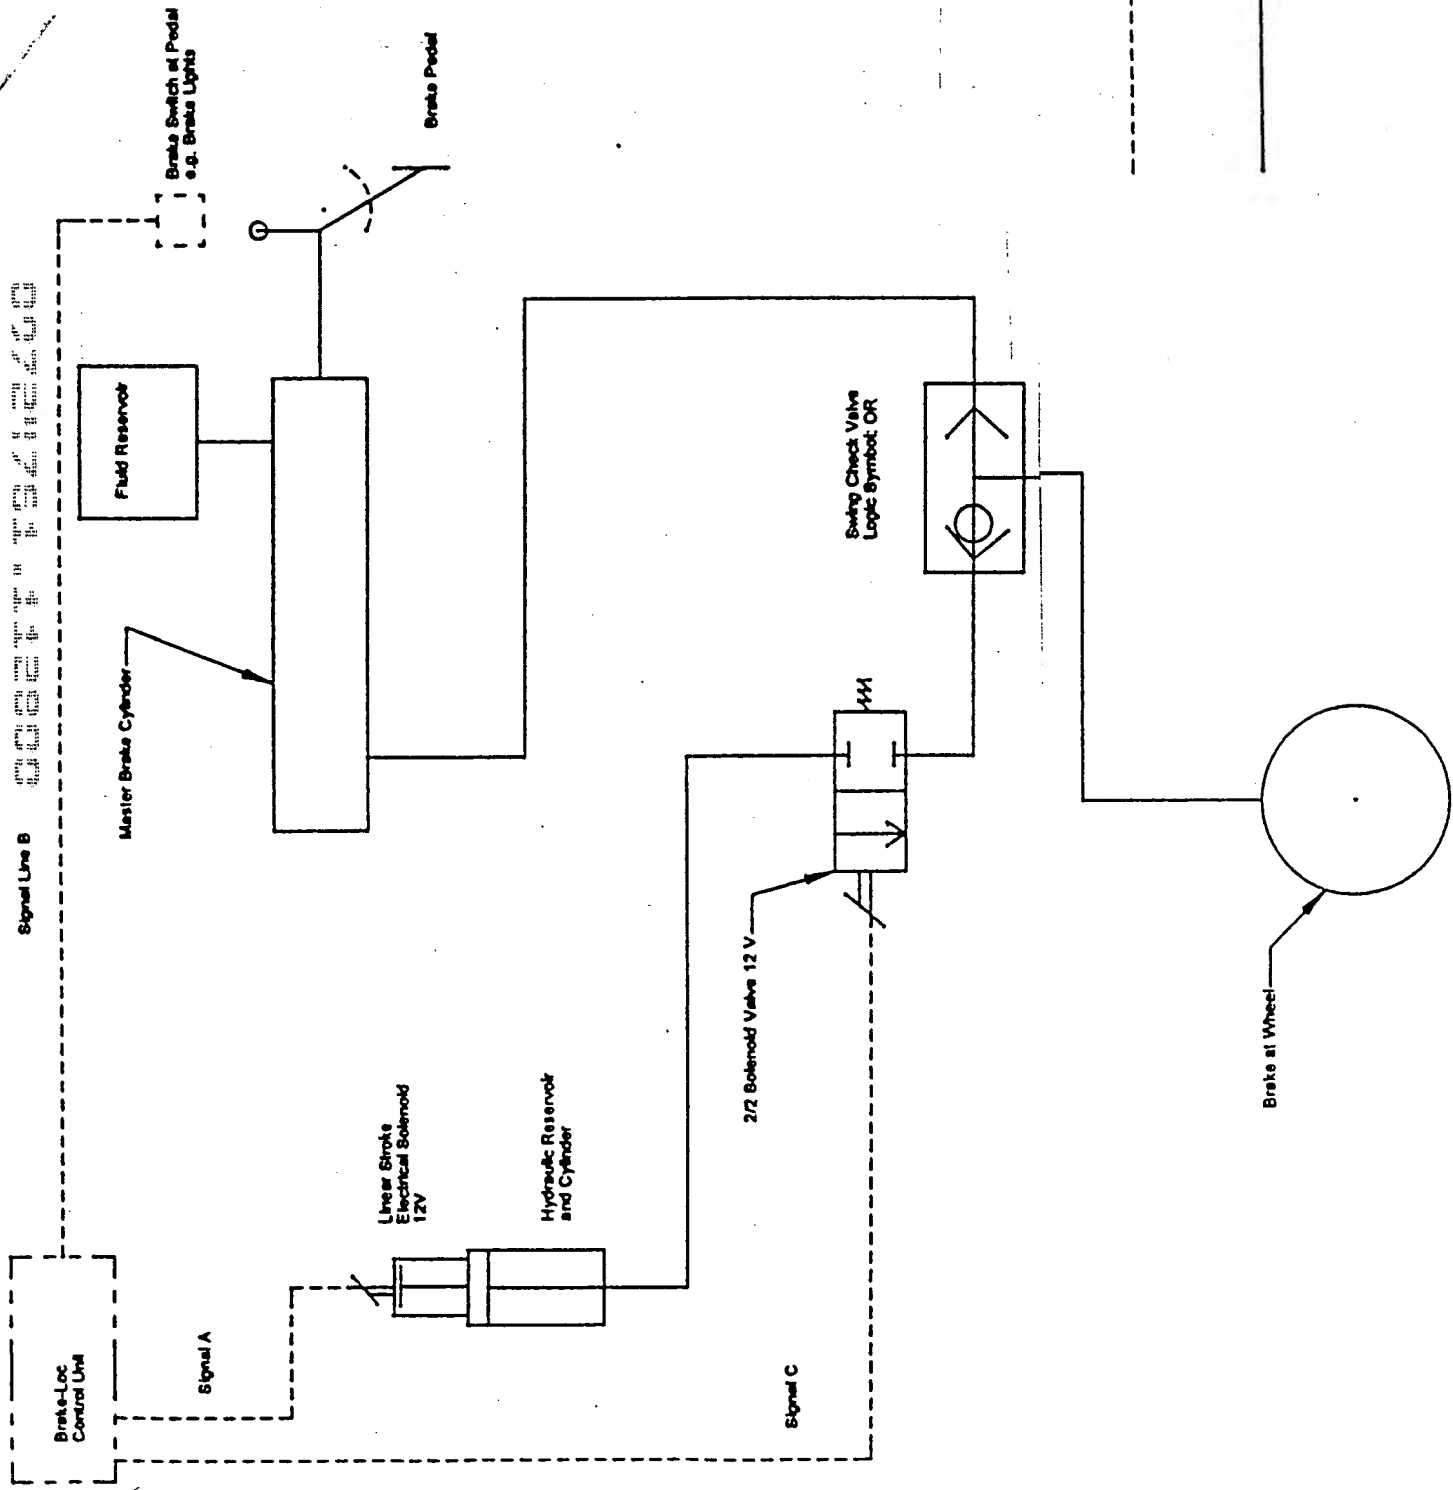 Brake-Loc
Control Unit
Signal Line B
Brake Switch at Pedal
e.g. Brake Lights
Fluid Reservoir
Master Brake Cylinder
Brake Pedal
Signal A
Linear Stroke
Electrical Solenoid
12V
Hydraulic Reservoir
and Cylinder
Swing Check Valve
Logic Symbol: OR
2/2 Solenoid Valve 12 V
Signal C
Brake at Wheel